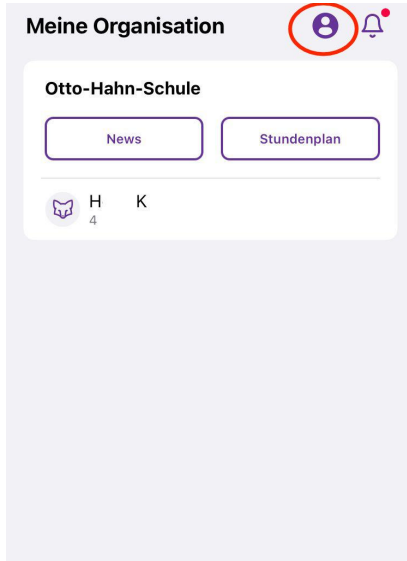 Meine Organisation
Otto-Hahn-Schule
News Stundenplan
H K
4